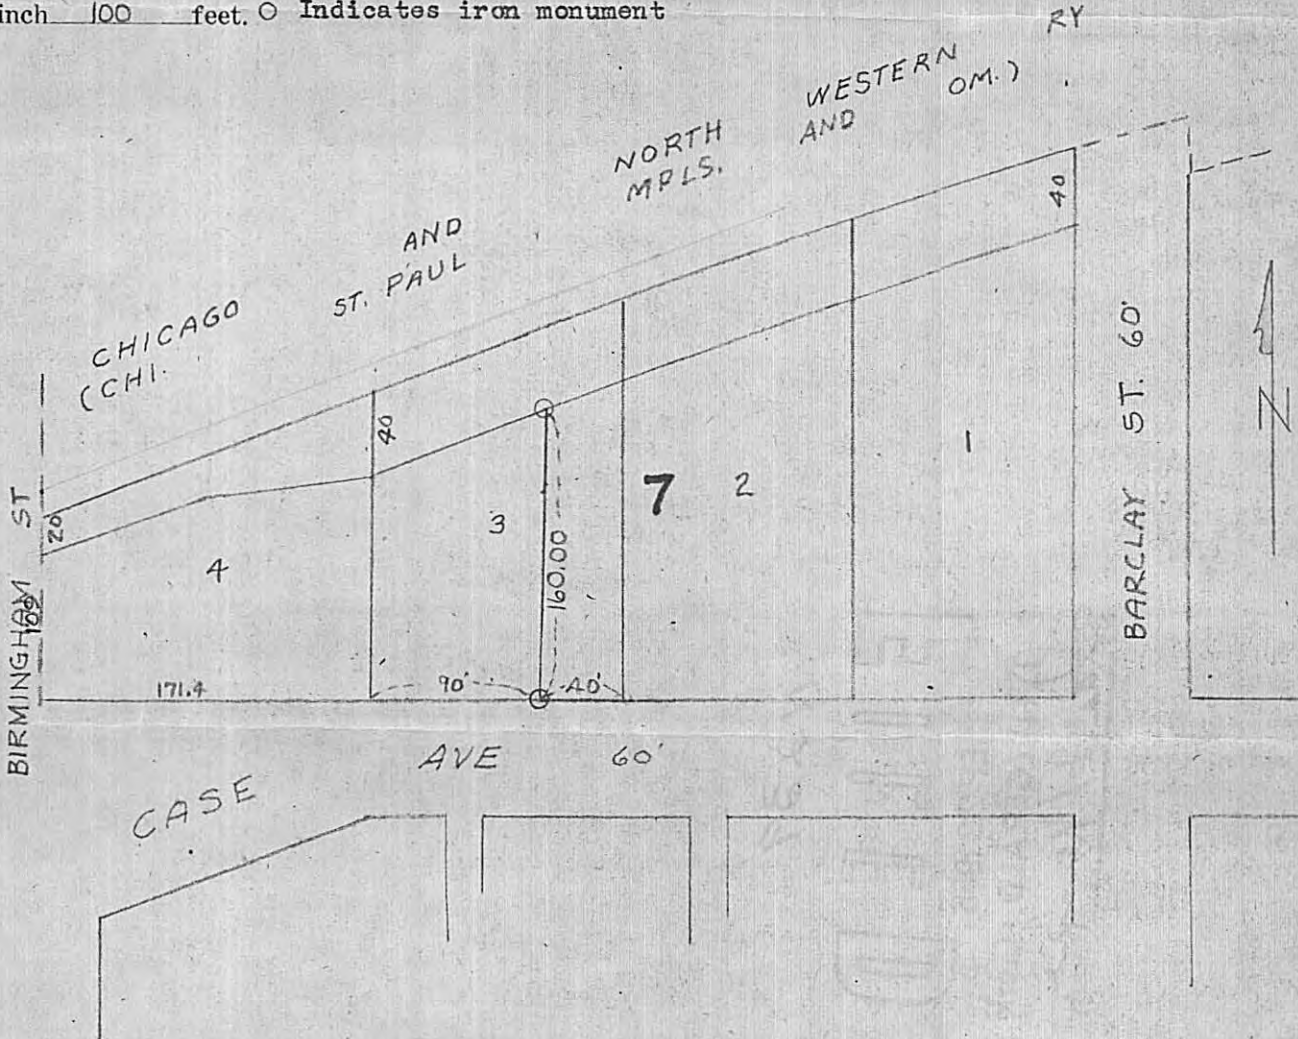 inch 100 feet. O Indicates iron monument
RY
WESTERN
OM.)
NORTH
AND
MPLS.
AND
ST. PAUL
CHICAGO
(CHI.
40
40
20
BIRMINGHAM ST
4
3
7
2
1
160.00
BARCLAY ST. 60'
N
171.4
90'
40'
CASE AVE 60'